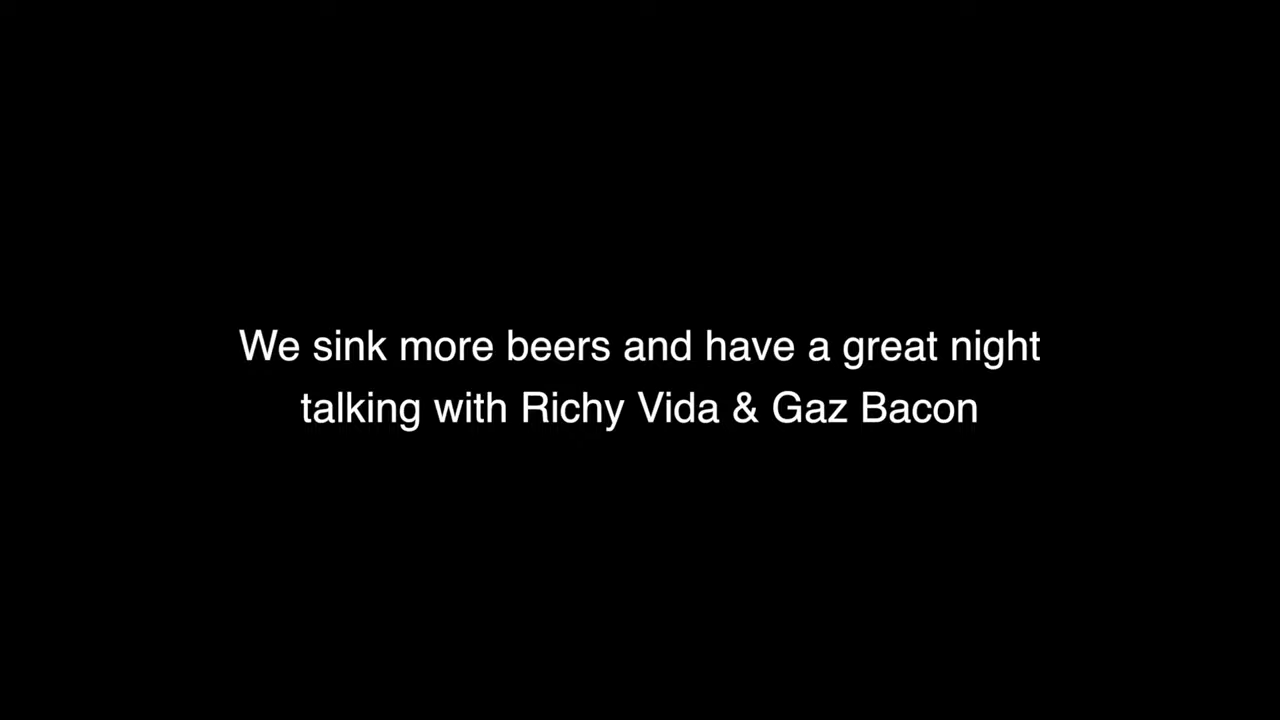 We sink more beers and have a great night
talking with Richy Vida & Gaz Bacon